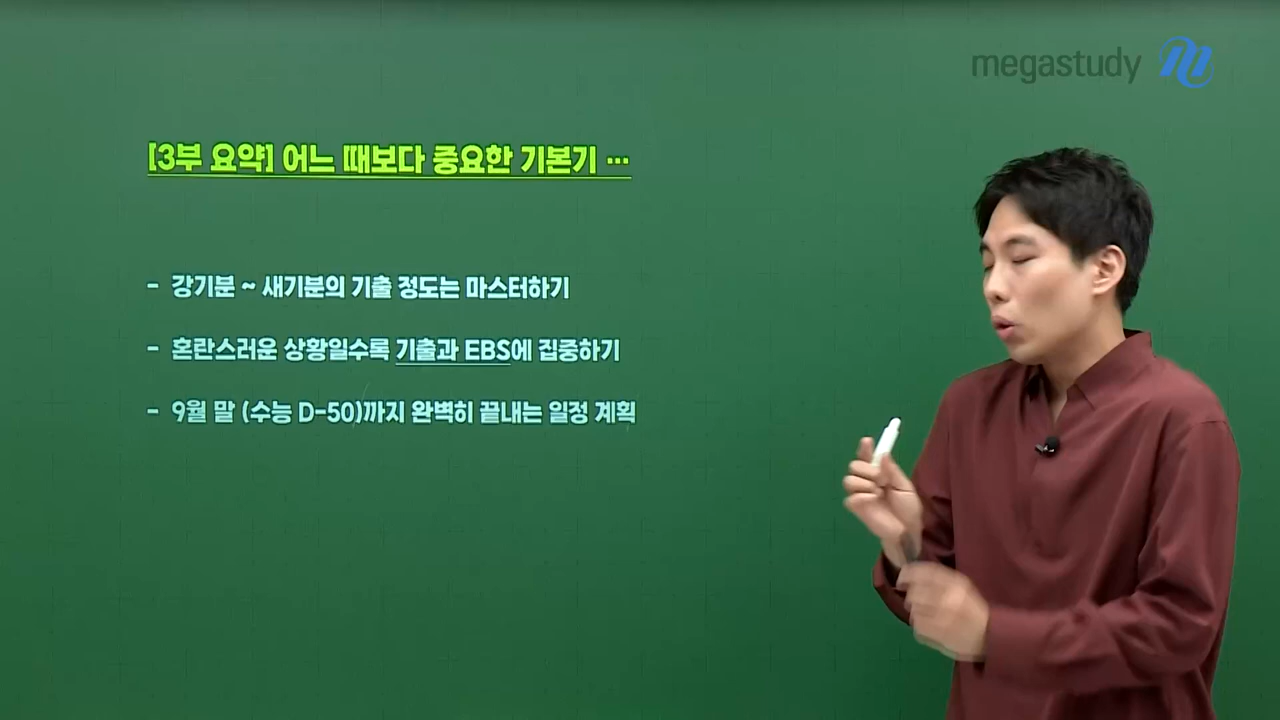 megastudy
[3부 요약] 어느 때보다 중요한 기본기 …
- 강기분 ~ 새기분의 기출 정도는 마스터하기
- 혼란스러운 상황일수록 기출과 EBS에 집중하기
- 9월 말 (수능 D-50)까지 완벽히 끝내는 일정 계획